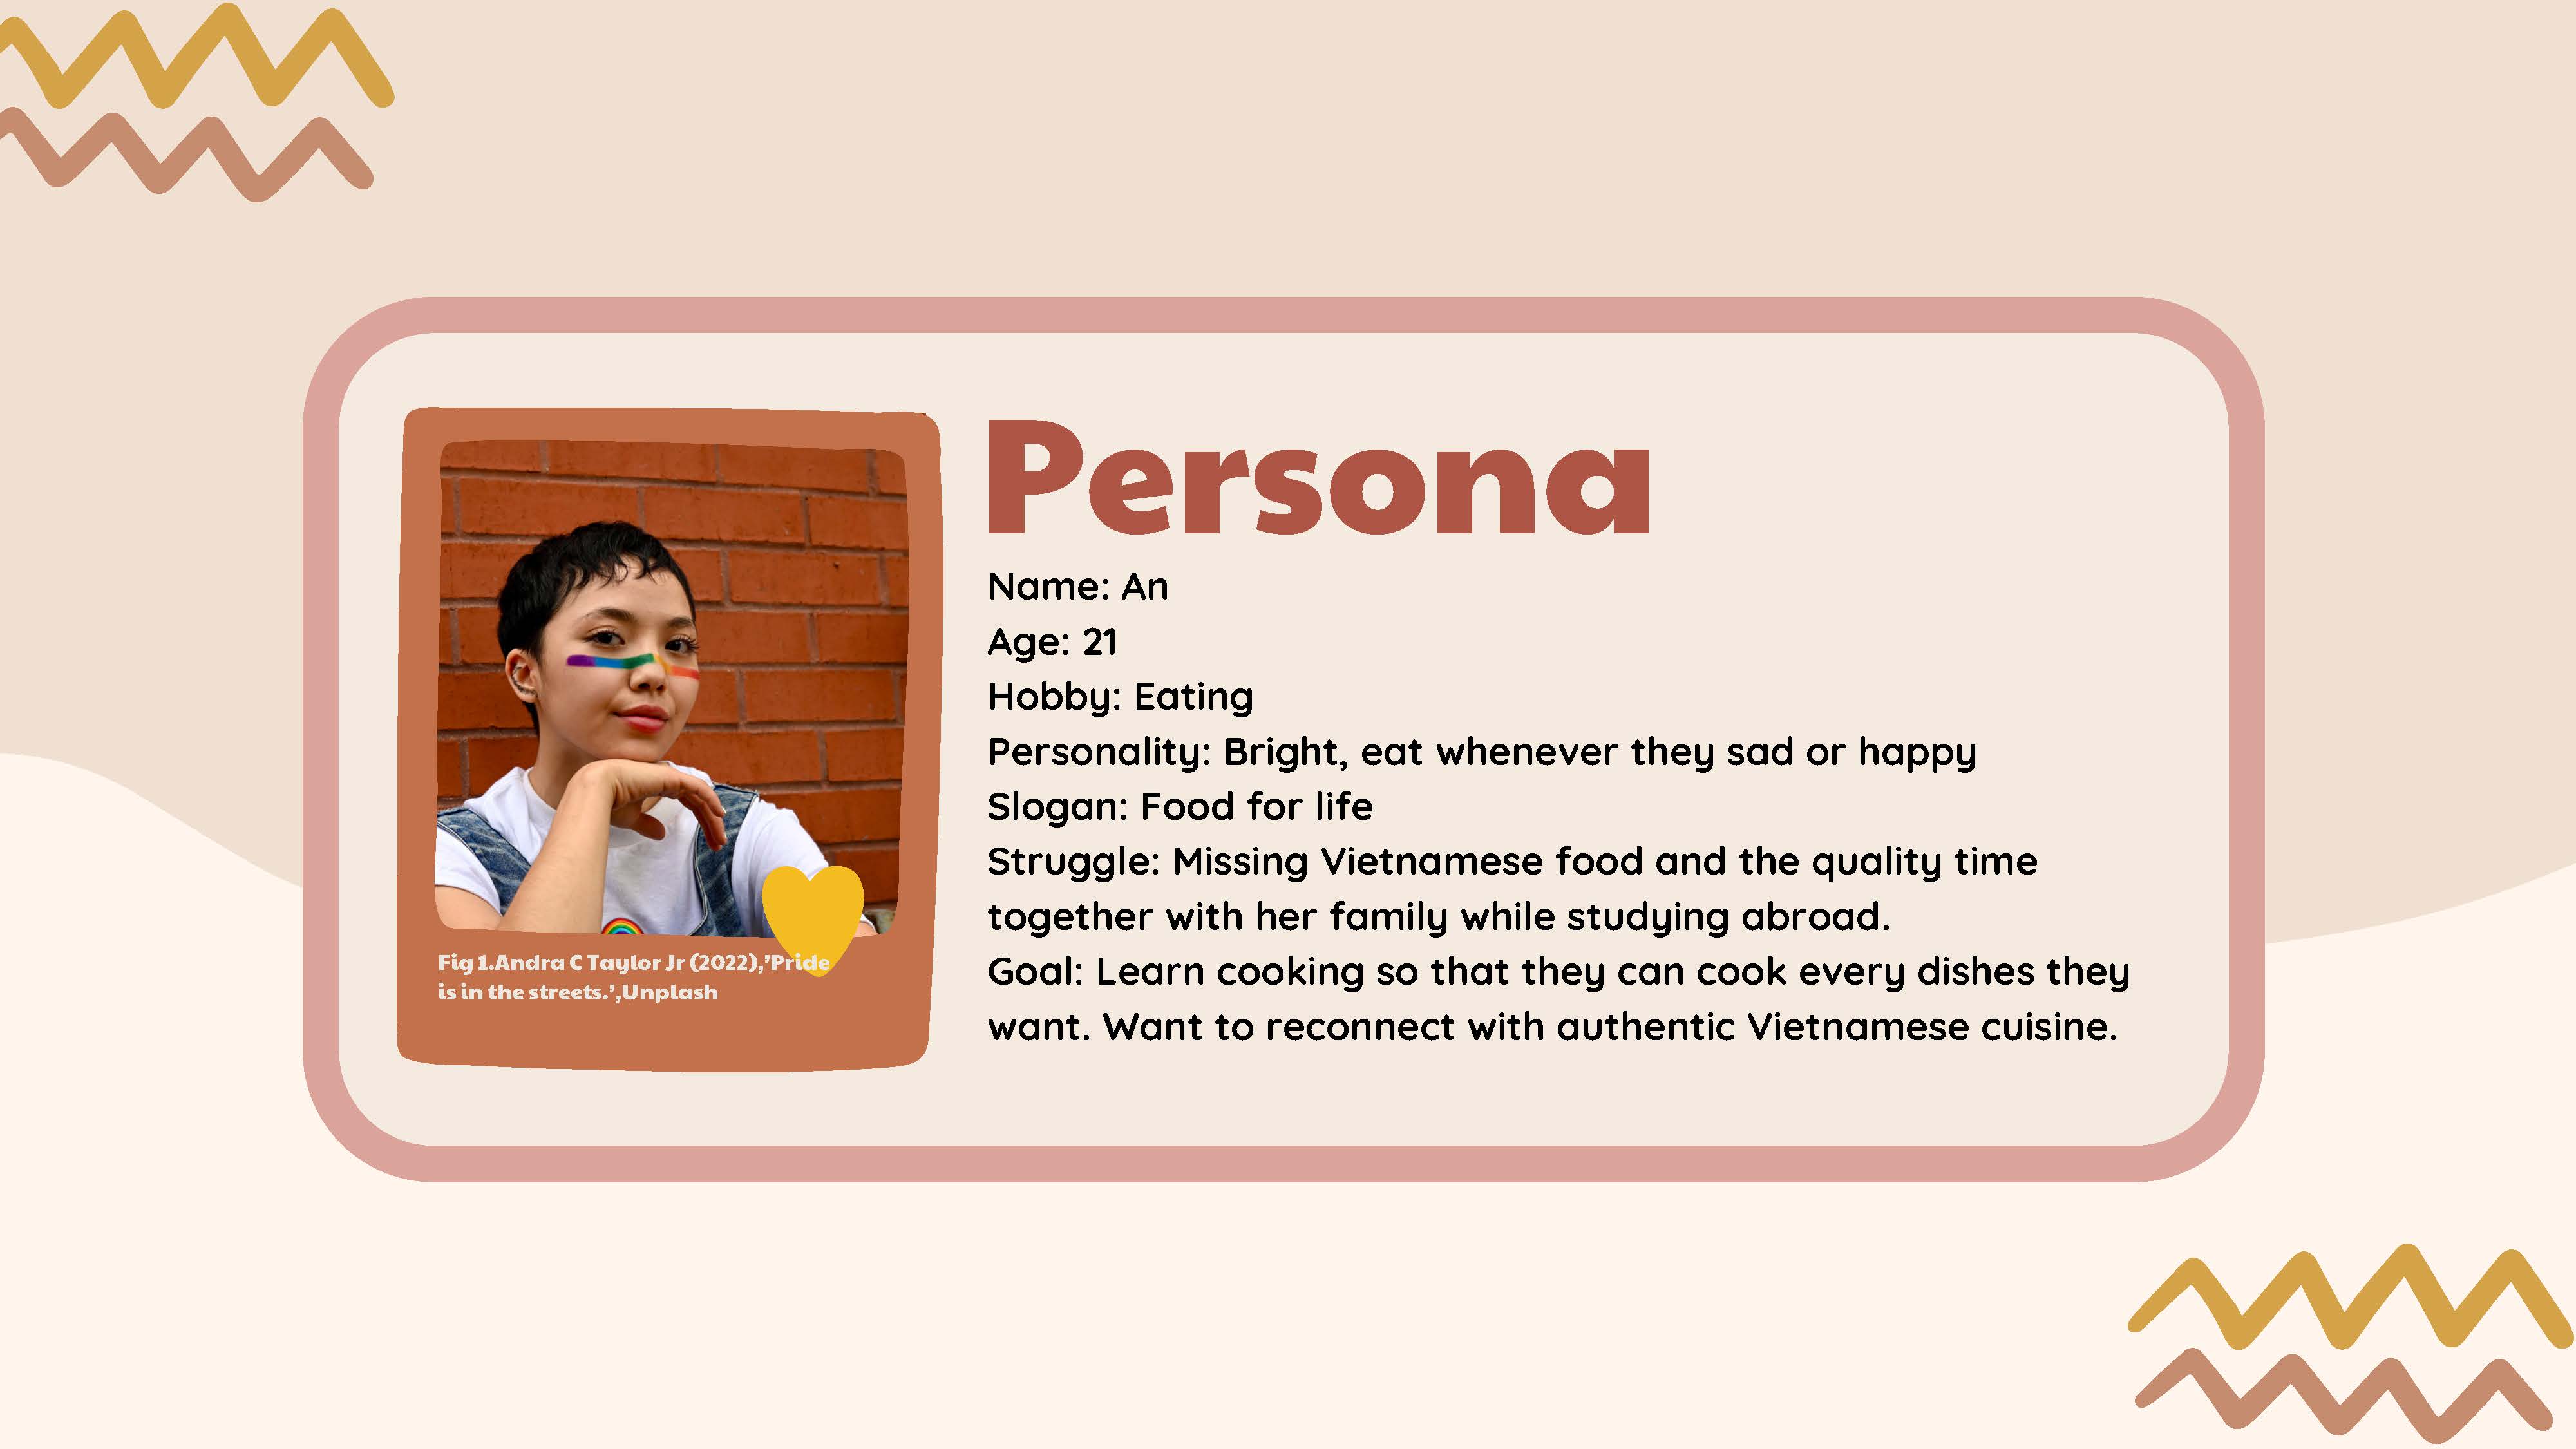 Persona
Name: An
Age: 21
Hobby: Eating
Personality: Bright, eat whenever they sad or happy
Slogan: Food for life
Struggle: Missing Vietnamese food and the quality time
together with her family while studying abroad.
Goal: Learn cooking so that they can cook every dishes they
want. Want to reconnect with authentic Vietnamese cuisine.
Fig 1.Andra C Taylor Jr (2022),’Pride
is in the streets.’,Unplash